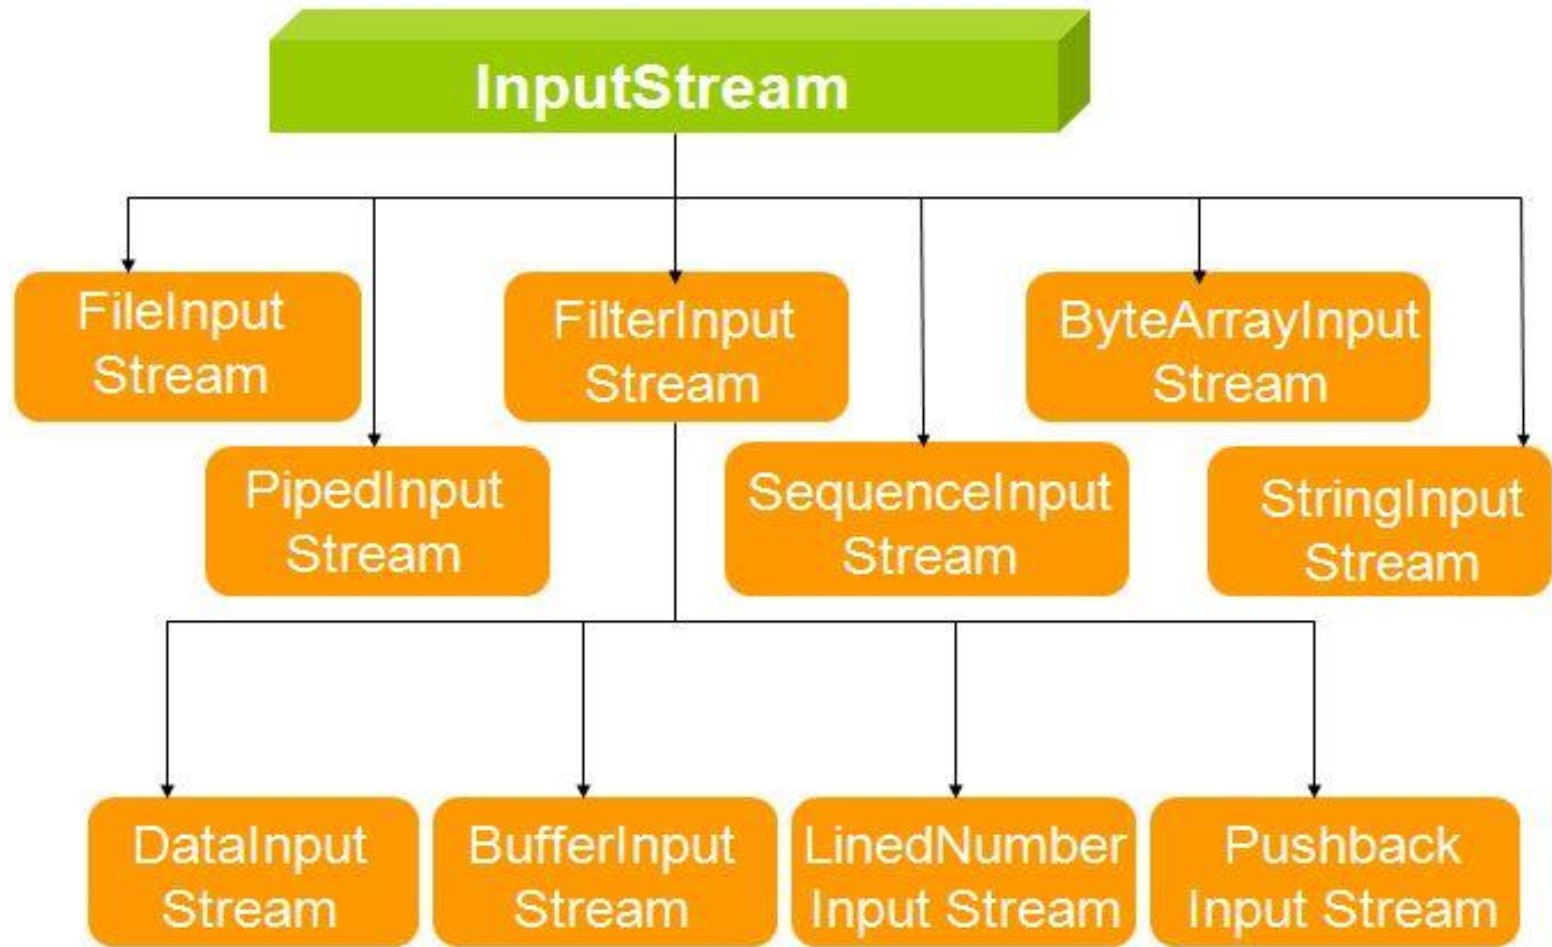 InputStream
FileInput
Stream
FilterInput
Stream
ByteArrayInput
Stream
PipedInput
Stream
SequenceInput
Stream
StringInput
Stream
DataInput
Stream
BufferInput
Stream
LinedNumber
Input Stream
Pushback
Input Stream